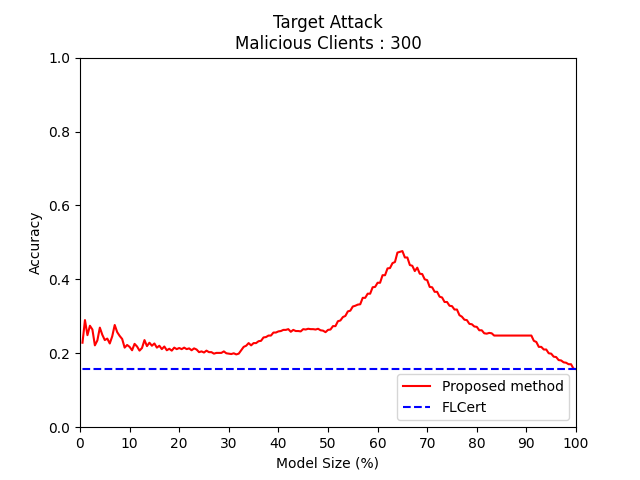 Target Attack
Malicious Clients : 300
1.0
0.8
0.6
0.4
0.2
0.0
Accuracy
0 10 20 30 40 50 60 70 80 90 100
Model Size (%)
Proposed method
FLCert